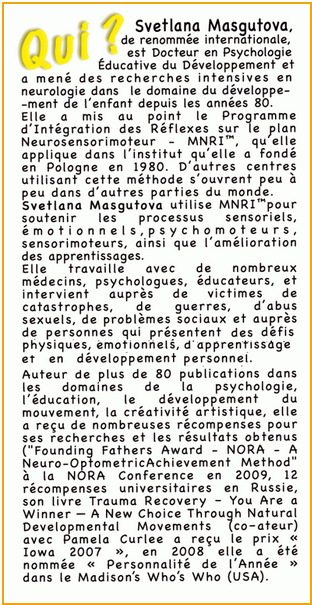 Qui ?
Svetlana Masgutova,
de renommée internationale,
est Docteur en Psychologie
Éducative du Développement et
a mené des recherches intensives en
neurologie dans le domaine du développe-
-ment de l'enfant depuis les années 80.
Elle a mis au point le Programme
d'Intégration des Réflexes sur le plan
Neurosensorimoteur - MNRI™, qu'elle
applique dans l'institut qu'elle a fondé
en Pologne en 1980. D'autres centres
utilisant cette méthode s'ouvrent peu à
peu dans d'autres parties du monde.
Svetlana Masgutova utilise MNRI™pour
soutenir les processus sensoriels,
émotionnels,psychomoteurs,
sensorimoteurs, ainsi que l'amélioration
des apprentissages.
Elle travaille avec de nombreux
médecins, psychologues, éducateurs, et
intervient auprès de victimes de
catastrophes, de guerres, d'abus
sexuels, de problèmes sociaux et auprès
de personnes qui présentent des défis
physiques, émotionnels, d'apprentissage
et en développement personnel.
Auteur de plus de 80 publications dans
les domaines de la psychologie,
l'éducation, le développement du
mouvement, la créativité artistique, elle
a reçu de nombreuses récompenses pour
ses recherches et les résultats obtenus
("Founding Fathers Award - NORA - A
Neuro-OptometricAchievement Method"
à la NORA Conference en 2009, 12
récompenses universitaires en Russie,
son livre Trauma Recovery – You Are a
Winner – A New Choice Through Natural
Developmental Movements (co-ateur)
avec Pamela Curlee a reçu le prix «
Iowa 2007 », en 2008 elle a été
nommée « Personnalité de l'Année »
dans le Madison's Who's Who (USA).